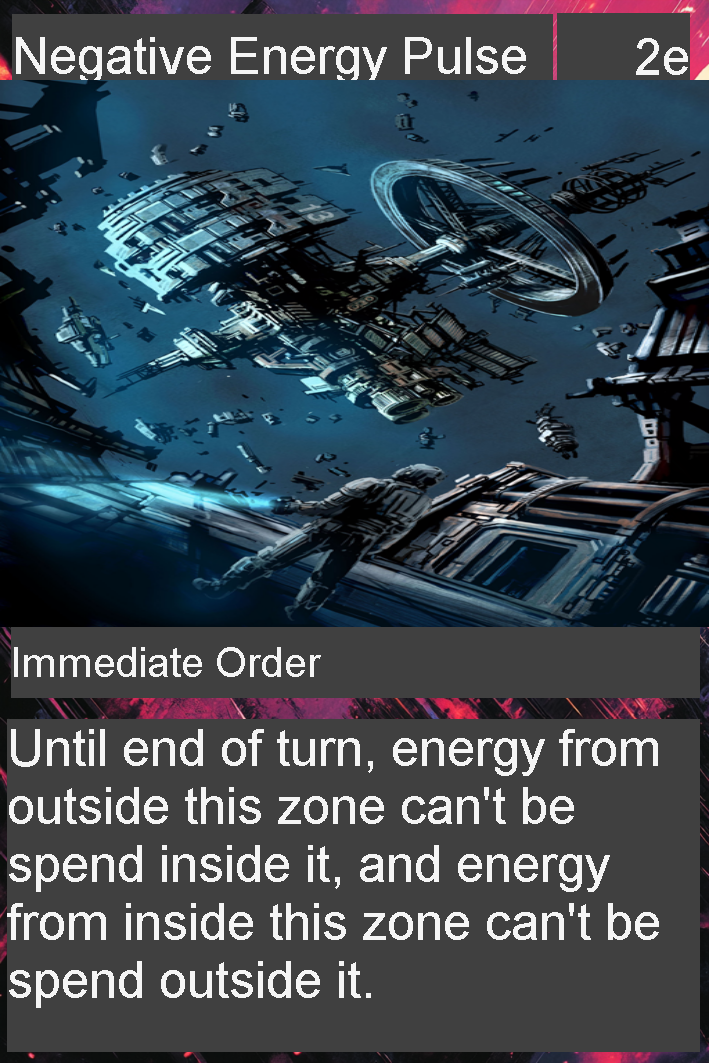 Negative Energy Pulse 2e
Immediate Order
Until end of turn, energy from
outside this zone can't be
spend inside it, and energy
from inside this zone can't be
spend outside it.